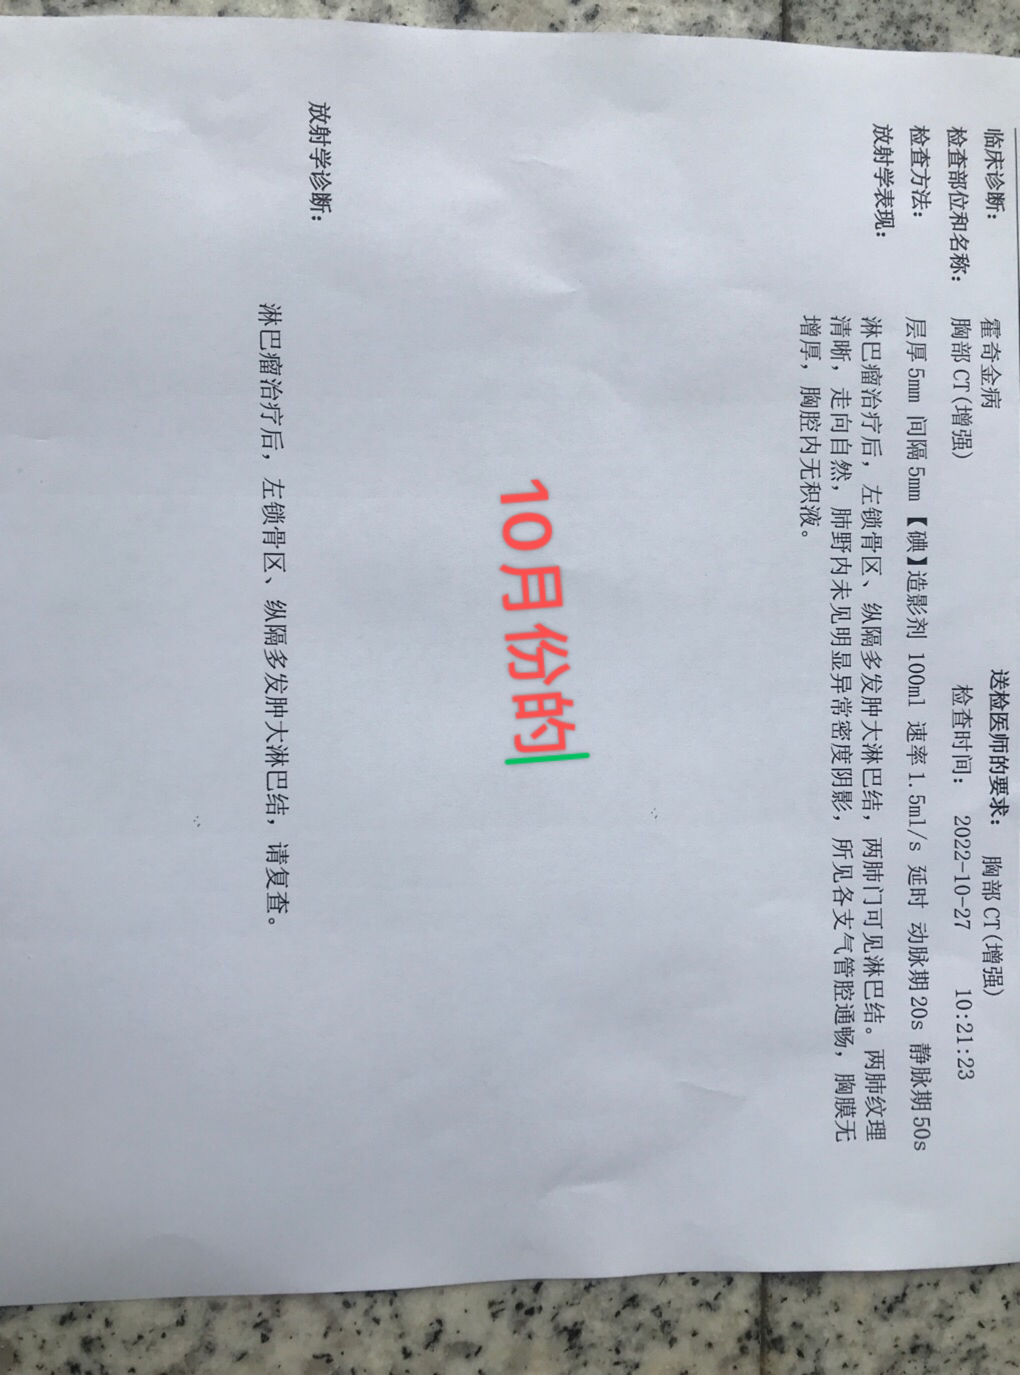 临床诊断： 霍奇金病 送检医师的要求： 胸部CT(增强)
检查部位和名称： 胸部CT(增强) 检查时间： 2022-10-27 10:21:23
检查方法： 层厚5mm 间隔5mm 【碘】造影剂 100ml 速率1.5ml/s 延时 动脉期20s 静脉期50s
放射学表现：
淋巴瘤治疗后，左锁骨区、纵隔多发肿大淋巴结，两肺门可见淋巴结。两肺纹理
清晰，走向自然，肺野内未见明显异常密度阴影，所见各支气管腔通畅，胸膜无
增厚，胸腔内无积液。
10月份的
放射学诊断：
淋巴瘤治疗后，左锁骨区、纵隔多发肿大淋巴结，请复查。